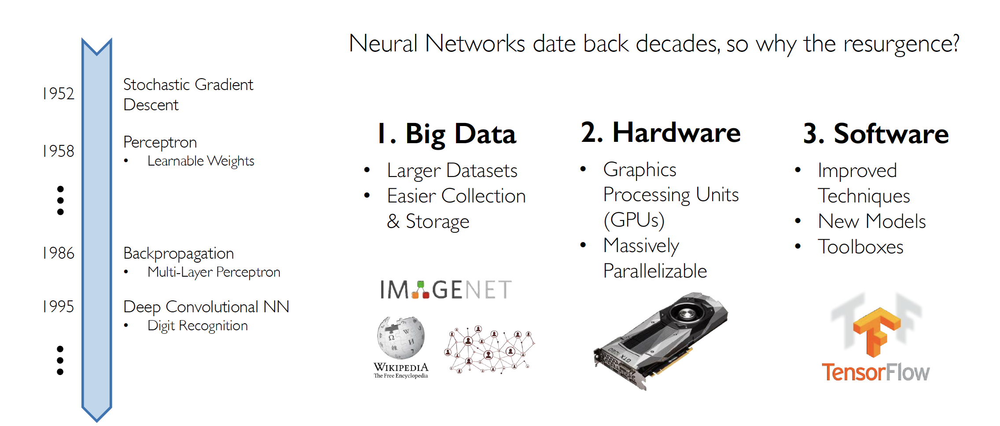 Neural Networks date back decades, so why the resurgence?
1952
Stochastic Gradient
Descent
1958
Perceptron
• Learnable Weights
1986
Backpropagation
• Multi-Layer Perceptron
1995
Deep Convolutional NN
• Digit Recognition
1. Big Data
• Larger Datasets
• Easier Collection
& Storage
IMAGENET
WIKIPEDIA
The Free Encyclopedia
2. Hardware
• Graphics
Processing Units
(GPUs)
• Massively
Parallelizable
GTX 1080
3. Software
• Improved
Techniques
• New Models
• Toolboxes
TensorFlow